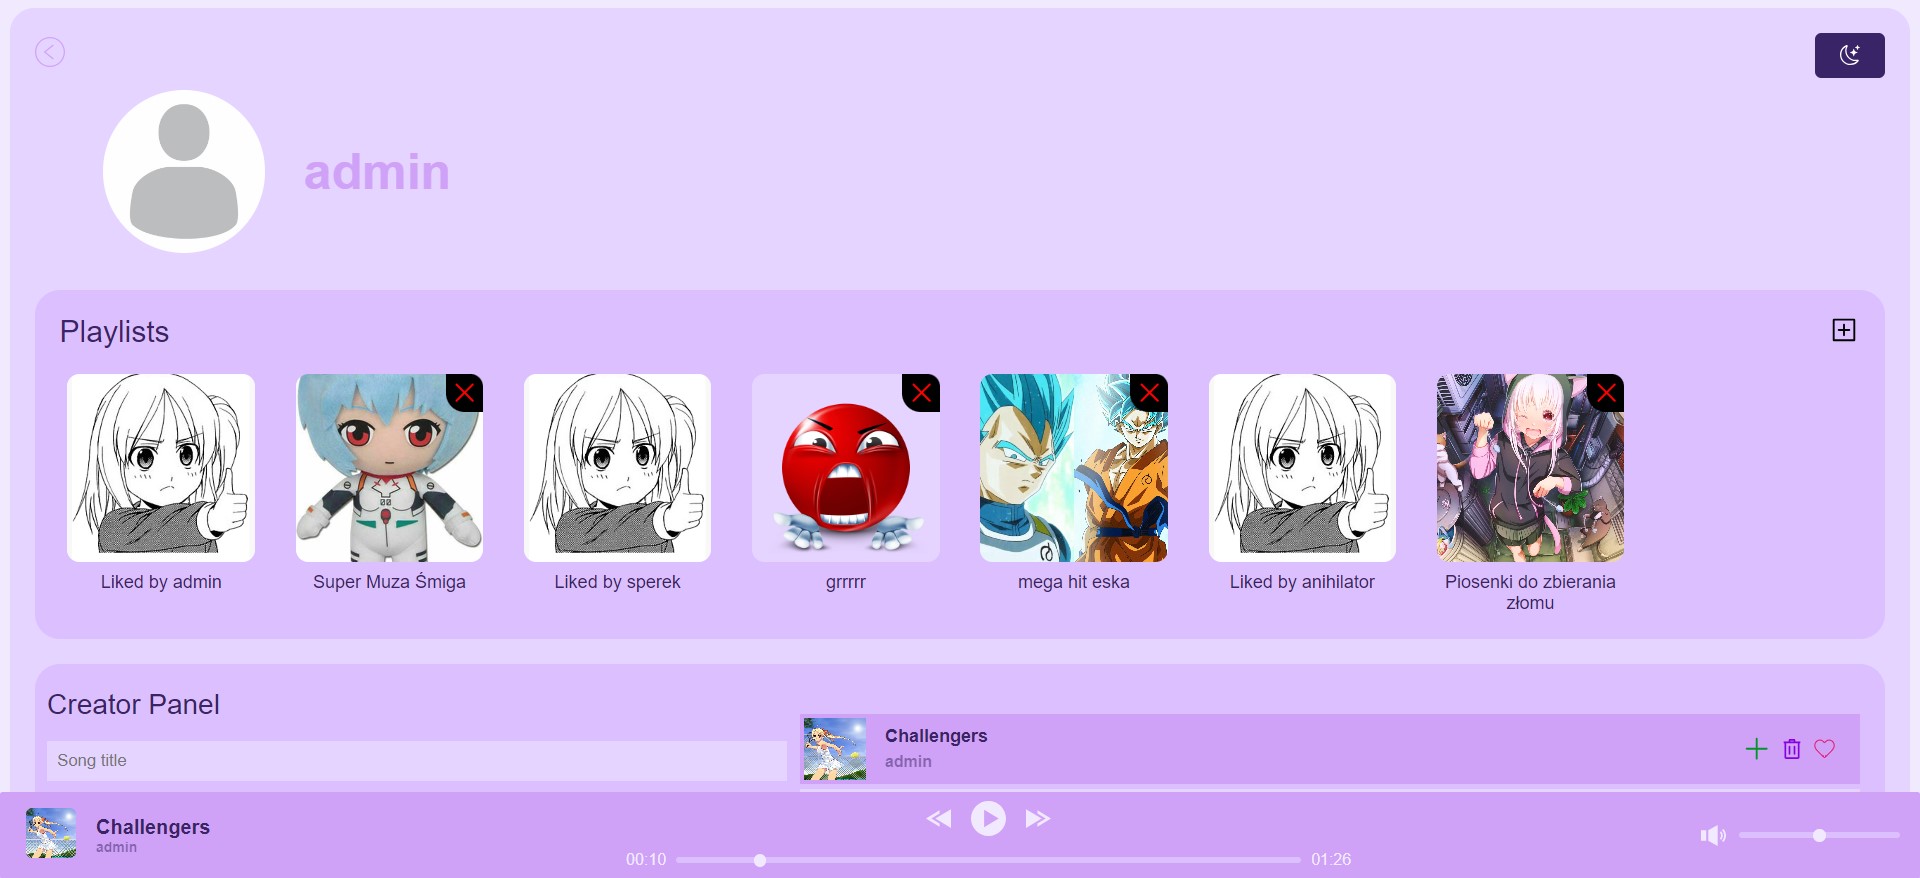 admin
Playlists
Liked by admin
Super Muza Śmiga
Liked by sperek
grrrrr
mega hit eska
Liked by anihilator
Piosenki do zbierania
złomu
Creator Panel
Song title
Challengers
admin
Challengers
admin
00:10
01:26